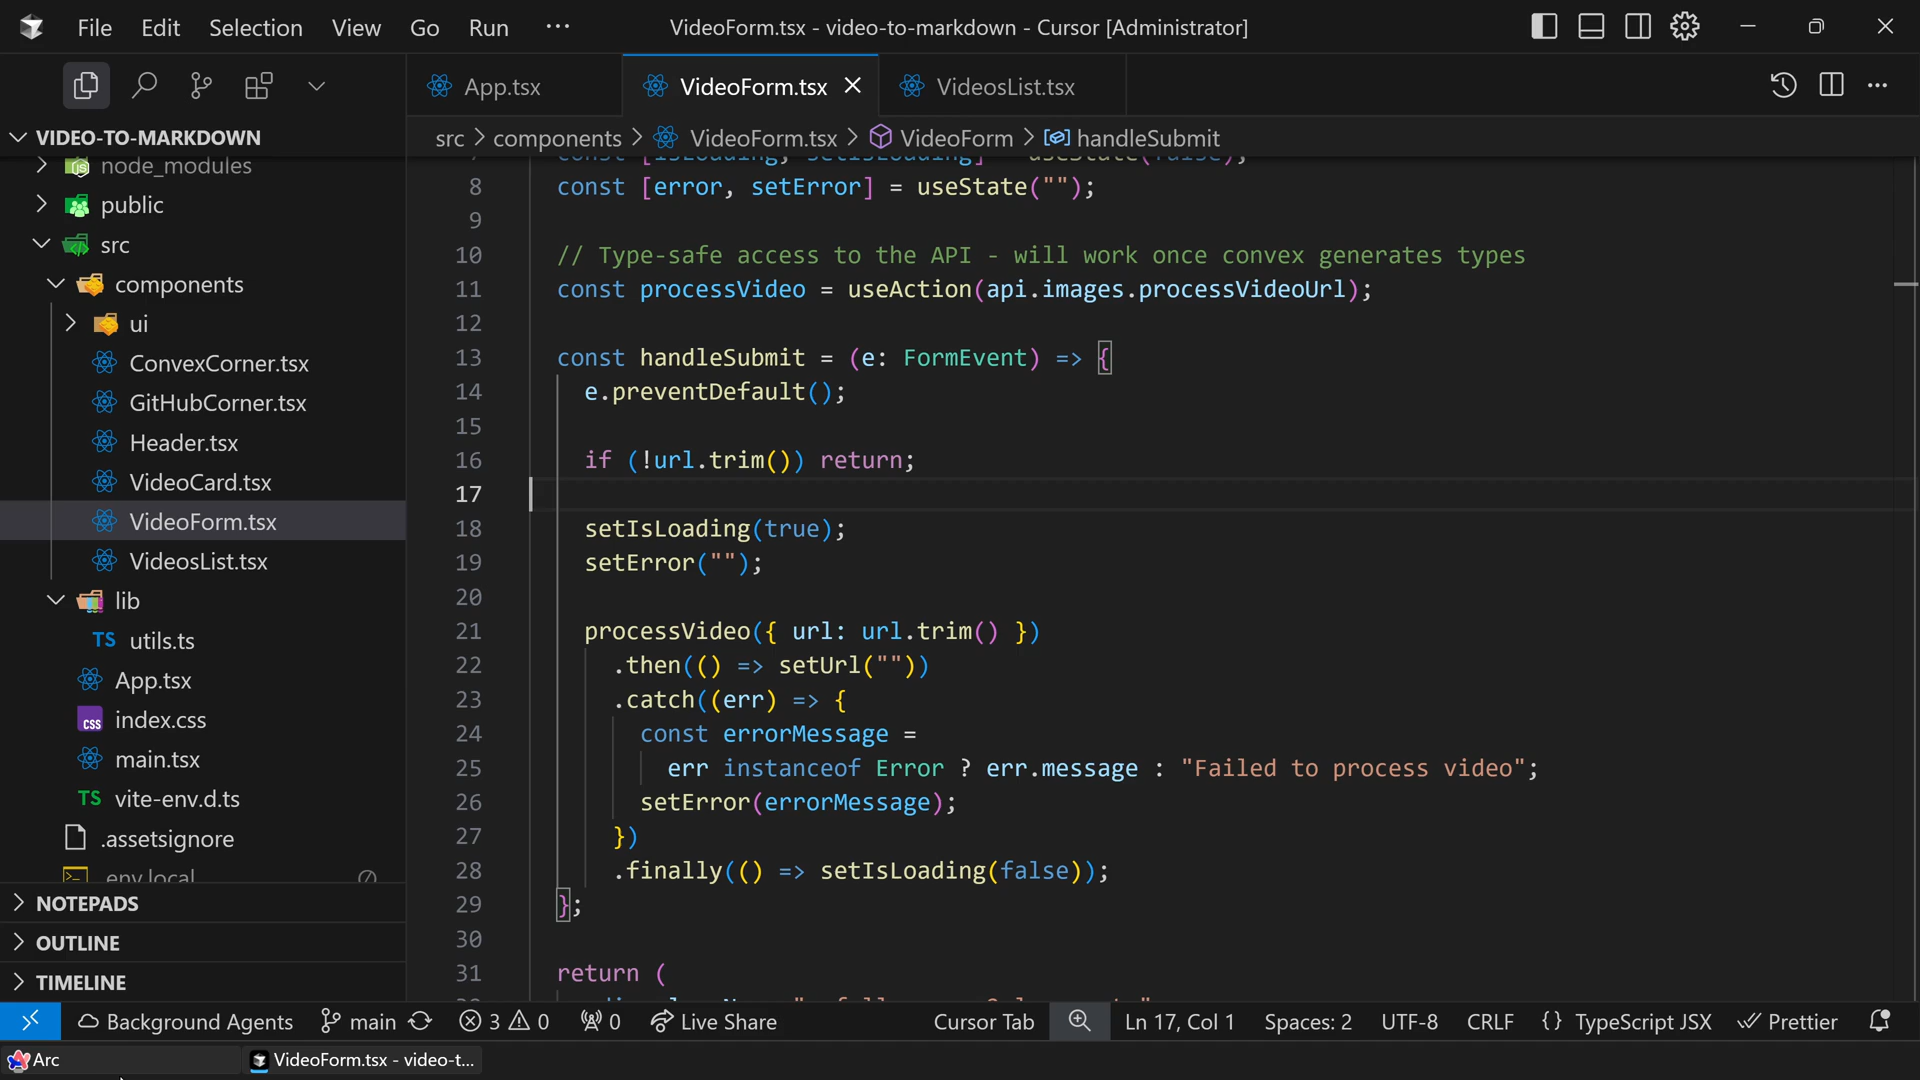 File Edit Selection View Go Run ··· VideoForm.tsx - video-to-markdown - Cursor [Administrator]
App.tsx VideoForm.tsx VideosList.tsx
VIDEO-TO-MARKDOWN
node_modules
public
src
components
ui
ConvexCorner.tsx
GitHubCorner.tsx
Header.tsx
VideoCard.tsx
VideoForm.tsx
VideosList.tsx
lib
TS utils.ts
App.tsx
css index.css
main.tsx
TS vite-env.d.ts
.assetsignore
.env.local
NOTEPADS
OUTLINE
TIMELINE
src > components > VideoForm.tsx > VideoForm > handleSubmit
7 const [isLoading, setIsLoading] = useState(false);
8 const [error, setError] = useState("");
9
10 // Type-safe access to the API - will work once convex generates types
11 const processVideo = useAction(api.images.processVideoUrl);
12
13 const handleSubmit = (e: FormEvent) => {
14 e.preventDefault();
15
16 if (!url.trim()) return;
17
18 setIsLoading(true);
19 setError("");
20
21 processVideo({ url: url.trim() })
22 .then(() => setUrl(""))
23 .catch((err) => {
24 const errorMessage =
25 err instanceof Error ? err.message : "Failed to process video";
26 setError(errorMessage);
27 })
28 .finally(() => setIsLoading(false));
29 };
30
31 return (
Background Agents main 3 0 0 Live Share Cursor Tab Ln 17, Col 1 Spaces: 2 UTF-8 CRLF {} TypeScript JSX Prettier
Arc VideoForm.tsx - video-t...